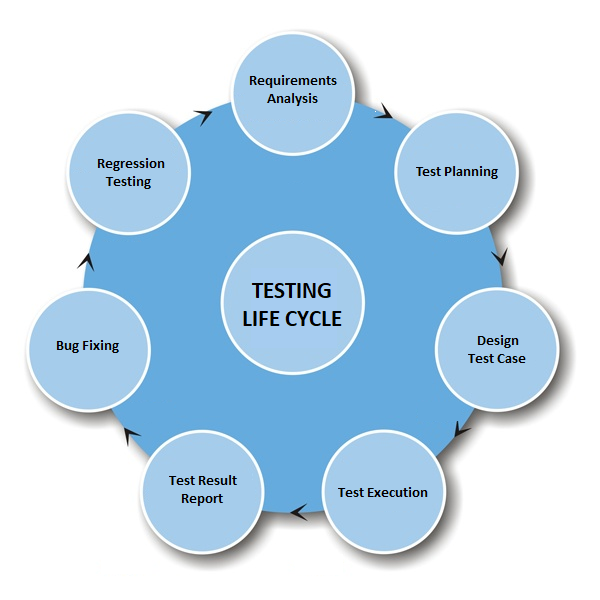 Requirements
Analysis
Test Planning
Design
Test Case
Test Execution
Test Result
Report
Bug Fixing
Regression
Testing
TESTING
LIFE CYCLE